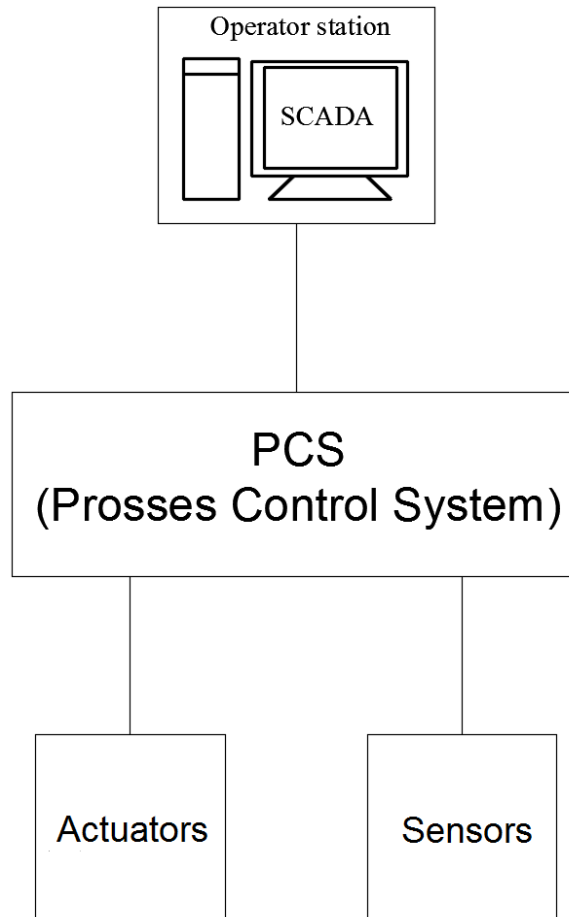 Operator station
SCADA
PCS
(Prosses Control System)
Actuators
Sensors